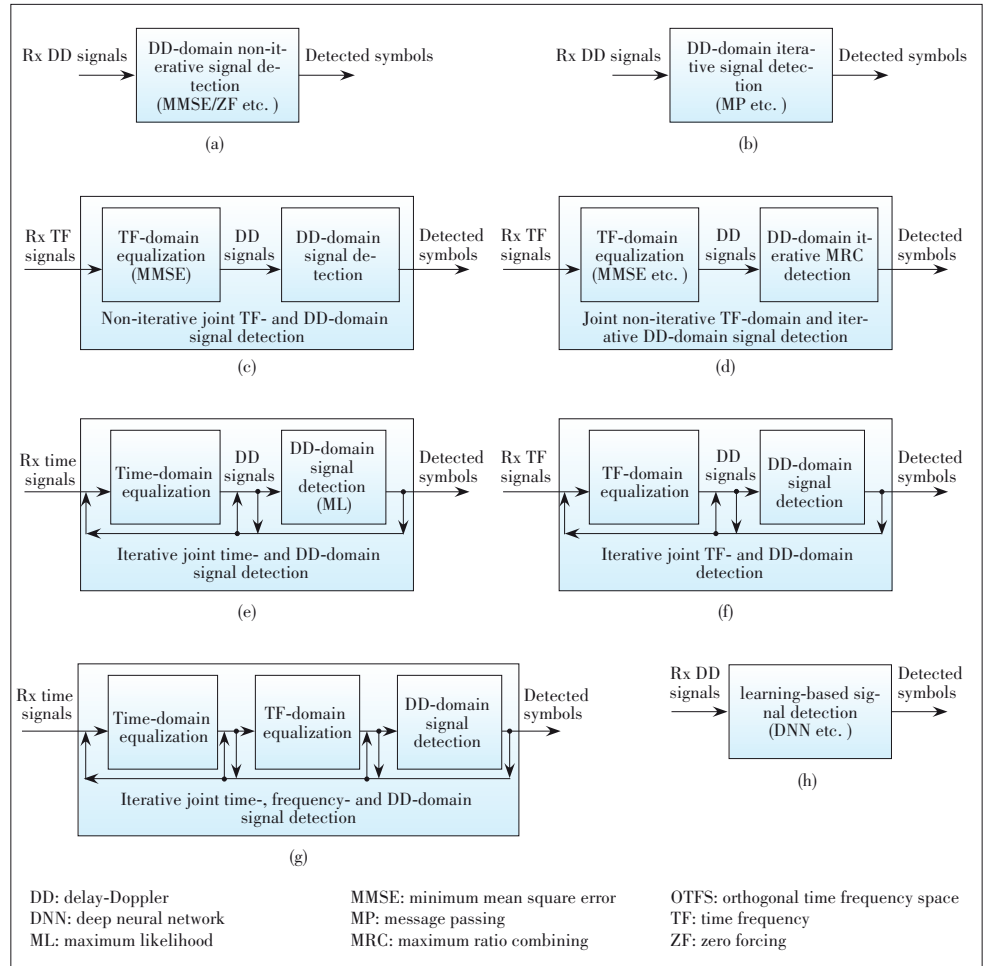 Rx DD signals
DD-domain non-it-
erative signal de-
tection
(MMSE/ZF etc. )
Detected symbols
(a)
Rx DD signals
DD-domain itera-
tive signal detec-
tion
(MP etc. )
Detected symbols
(b)
Rx TF
signals
TF-domain
equalization
(MMSE)
DD
signals
DD-domain
signal de-
tection
Detected
symbols
Non-iterative joint TF- and DD-domain
signal detection
(c)
Rx TF
signals
TF-domain
equalization
(MMSE etc. )
DD
signals
DD-domain it-
erative MRC
detection
Detected
symbols
Joint non-iterative TF-domain and iter-
ative DD-domain signal detection
(d)
Rx time
signals
Time-domain
equalization
DD
signals
DD-domain
signal
detection
(ML)
Detected
symbols
Iterative joint time- and DD-domain
signal detection
(e)
Rx TF
signals
TF-domain
equalization
DD
signals
DD-domain
signal
detection
Detected
symbols
Iterative joint TF- and DD-domain
detection
(f)
Rx time
signals
Time-domain
equalization
TF-domain
equalization
DD-domain
signal
detection
Detected
symbols
Iterative joint time-, frequency- and DD-domain
signal detection
(g)
Rx DD
signals
learning-based sig-
nal detection
(DNN etc. )
Detected
symbols
(h)
DD: delay-Doppler
DNN: deep neural network
ML: maximum likelihood
MMSE: minimum mean square error
MP: message passing
MRC: maximum ratio combining
OTFS: orthogonal time frequency space
TF: time frequency
ZF: zero forcing